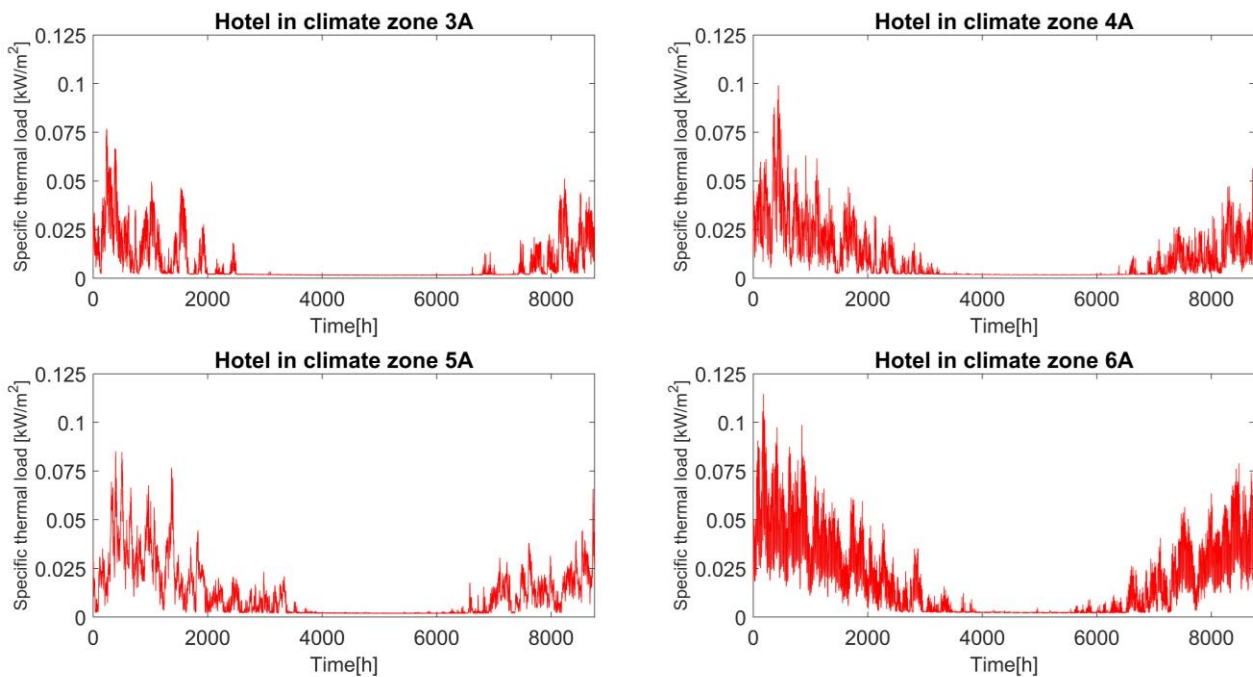 Hotel in climate zone 3A
Specific thermal load [kW/m²]
0.125
0.1
0.075
0.05
0.025
0
0 2000 4000 6000 8000
Time[h]
Hotel in climate zone 4A
Specific thermal load [kW/m²]
0.125
0.1
0.075
0.05
0.025
0
0 2000 4000 6000 8000
Time[h]
Hotel in climate zone 5A
Specific thermal load [kW/m²]
0.125
0.1
0.075
0.05
0.025
0
0 2000 4000 6000 8000
Time[h]
Hotel in climate zone 6A
Specific thermal load [kW/m²]
0.125
0.1
0.075
0.05
0.025
0
0 2000 4000 6000 8000
Time[h]